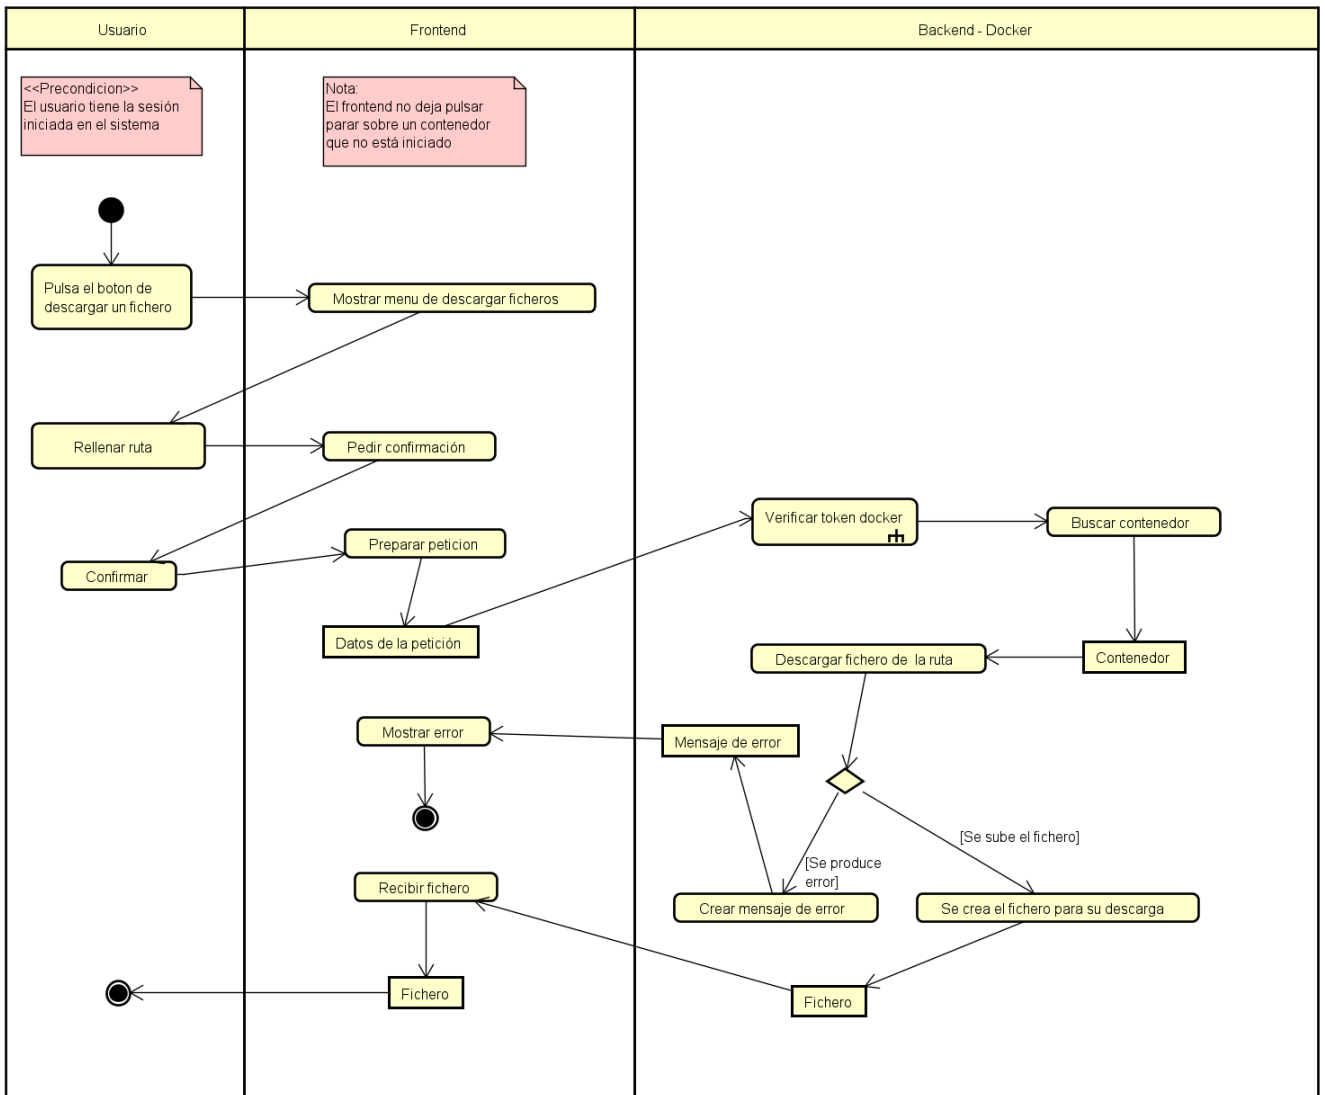 Usuario
Frontend
Backend - Docker
<<Precondicion>>
El usuario tiene la sesión
iniciada en el sistema
Nota:
El frontend no deja pulsar
parar sobre un contenedor
que no está iniciado
Pulsa el boton de
descargar un fichero
Mostrar menu de descargar ficheros
Rellenar ruta
Pedir confirmación
Confirmar
Preparar peticion
Datos de la petición
Verificar token docker
Buscar contenedor
Contenedor
Descargar fichero de la ruta
Mensaje de error
Mostrar error
[Se produce
error]
[Se sube el fichero]
Crear mensaje de error
Se crea el fichero para su descarga
Recibir fichero
Fichero
Fichero